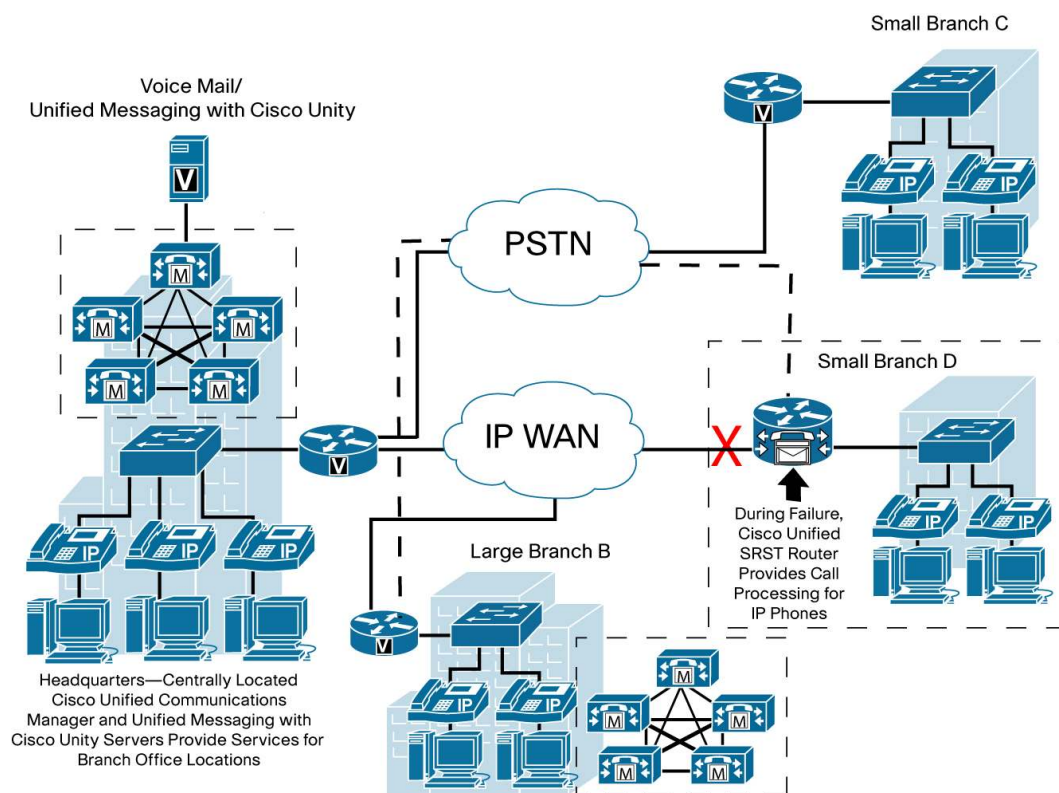 Small Branch C
Voice Mail/
Unified Messaging with Cisco Unity
V
V
IP
IP
PSTN
M
M
M
M
M
Small Branch D
IP WAN
X
V
IP
IP
IP
IP
IP
During Failure,
Cisco Unified
SRST Router
Provides Call
Processing for
IP Phones
Large Branch B
V
IP
IP
M
M
M
M
M
Headquarters—Centrally Located
Cisco Unified Communications
Manager and Unified Messaging with
Cisco Unity Servers Provide Services for
Branch Office Locations